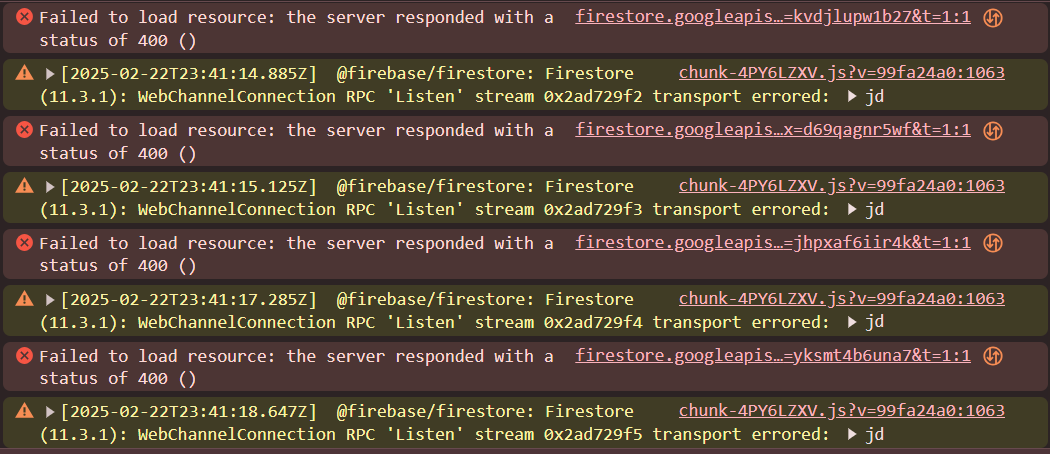 Failed to load resource: the server responded with a firestore.googleapis…=kvdjlupw1b27&t=1:1
status of 400 ()
[2025-02-22T23:41:14.885Z]  @firebase/firestore: Firestore chunk-4PY6LZXV.js?v=99fa24a0:1063
(11.3.1): WebChannelConnection RPC 'Listen' stream 0x2ad729f2 transport errored: jd
Failed to load resource: the server responded with a firestore.googleapis…x=d69qagnr5wf&t=1:1
status of 400 ()
[2025-02-22T23:41:15.125Z]  @firebase/firestore: Firestore chunk-4PY6LZXV.js?v=99fa24a0:1063
(11.3.1): WebChannelConnection RPC 'Listen' stream 0x2ad729f3 transport errored: jd
Failed to load resource: the server responded with a firestore.googleapis…=jhpxaf6iir4k&t=1:1
status of 400 ()
[2025-02-22T23:41:17.285Z]  @firebase/firestore: Firestore chunk-4PY6LZXV.js?v=99fa24a0:1063
(11.3.1): WebChannelConnection RPC 'Listen' stream 0x2ad729f4 transport errored: jd
Failed to load resource: the server responded with a firestore.googleapis…=yksmt4b6una7&t=1:1
status of 400 ()
[2025-02-22T23:41:18.647Z]  @firebase/firestore: Firestore chunk-4PY6LZXV.js?v=99fa24a0:1063
(11.3.1): WebChannelConnection RPC 'Listen' stream 0x2ad729f5 transport errored: jd